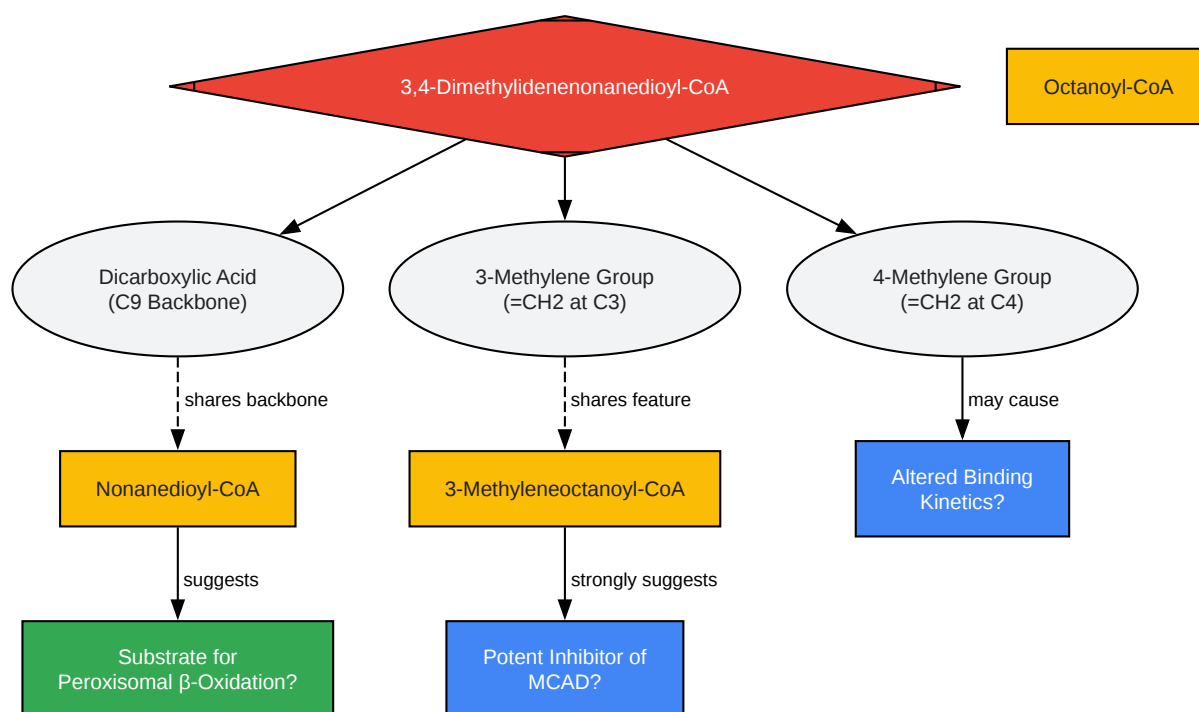 3,4-Dimethylidenenonanedioyl-CoA
Octanoyl-CoA
Dicarboxylic Acid
(C9 Backbone)
3-Methylene Group
(=CH2 at C3)
4-Methylene Group
(=CH2 at C4)
shares backbone
shares feature
may cause
Nonanedioyl-CoA
3-Methyleneoctanoyl-CoA
Altered Binding
Kinetics?
suggests
strongly suggests
Substrate for
Peroxisomal β-Oxidation?
Potent Inhibitor of
MCAD?